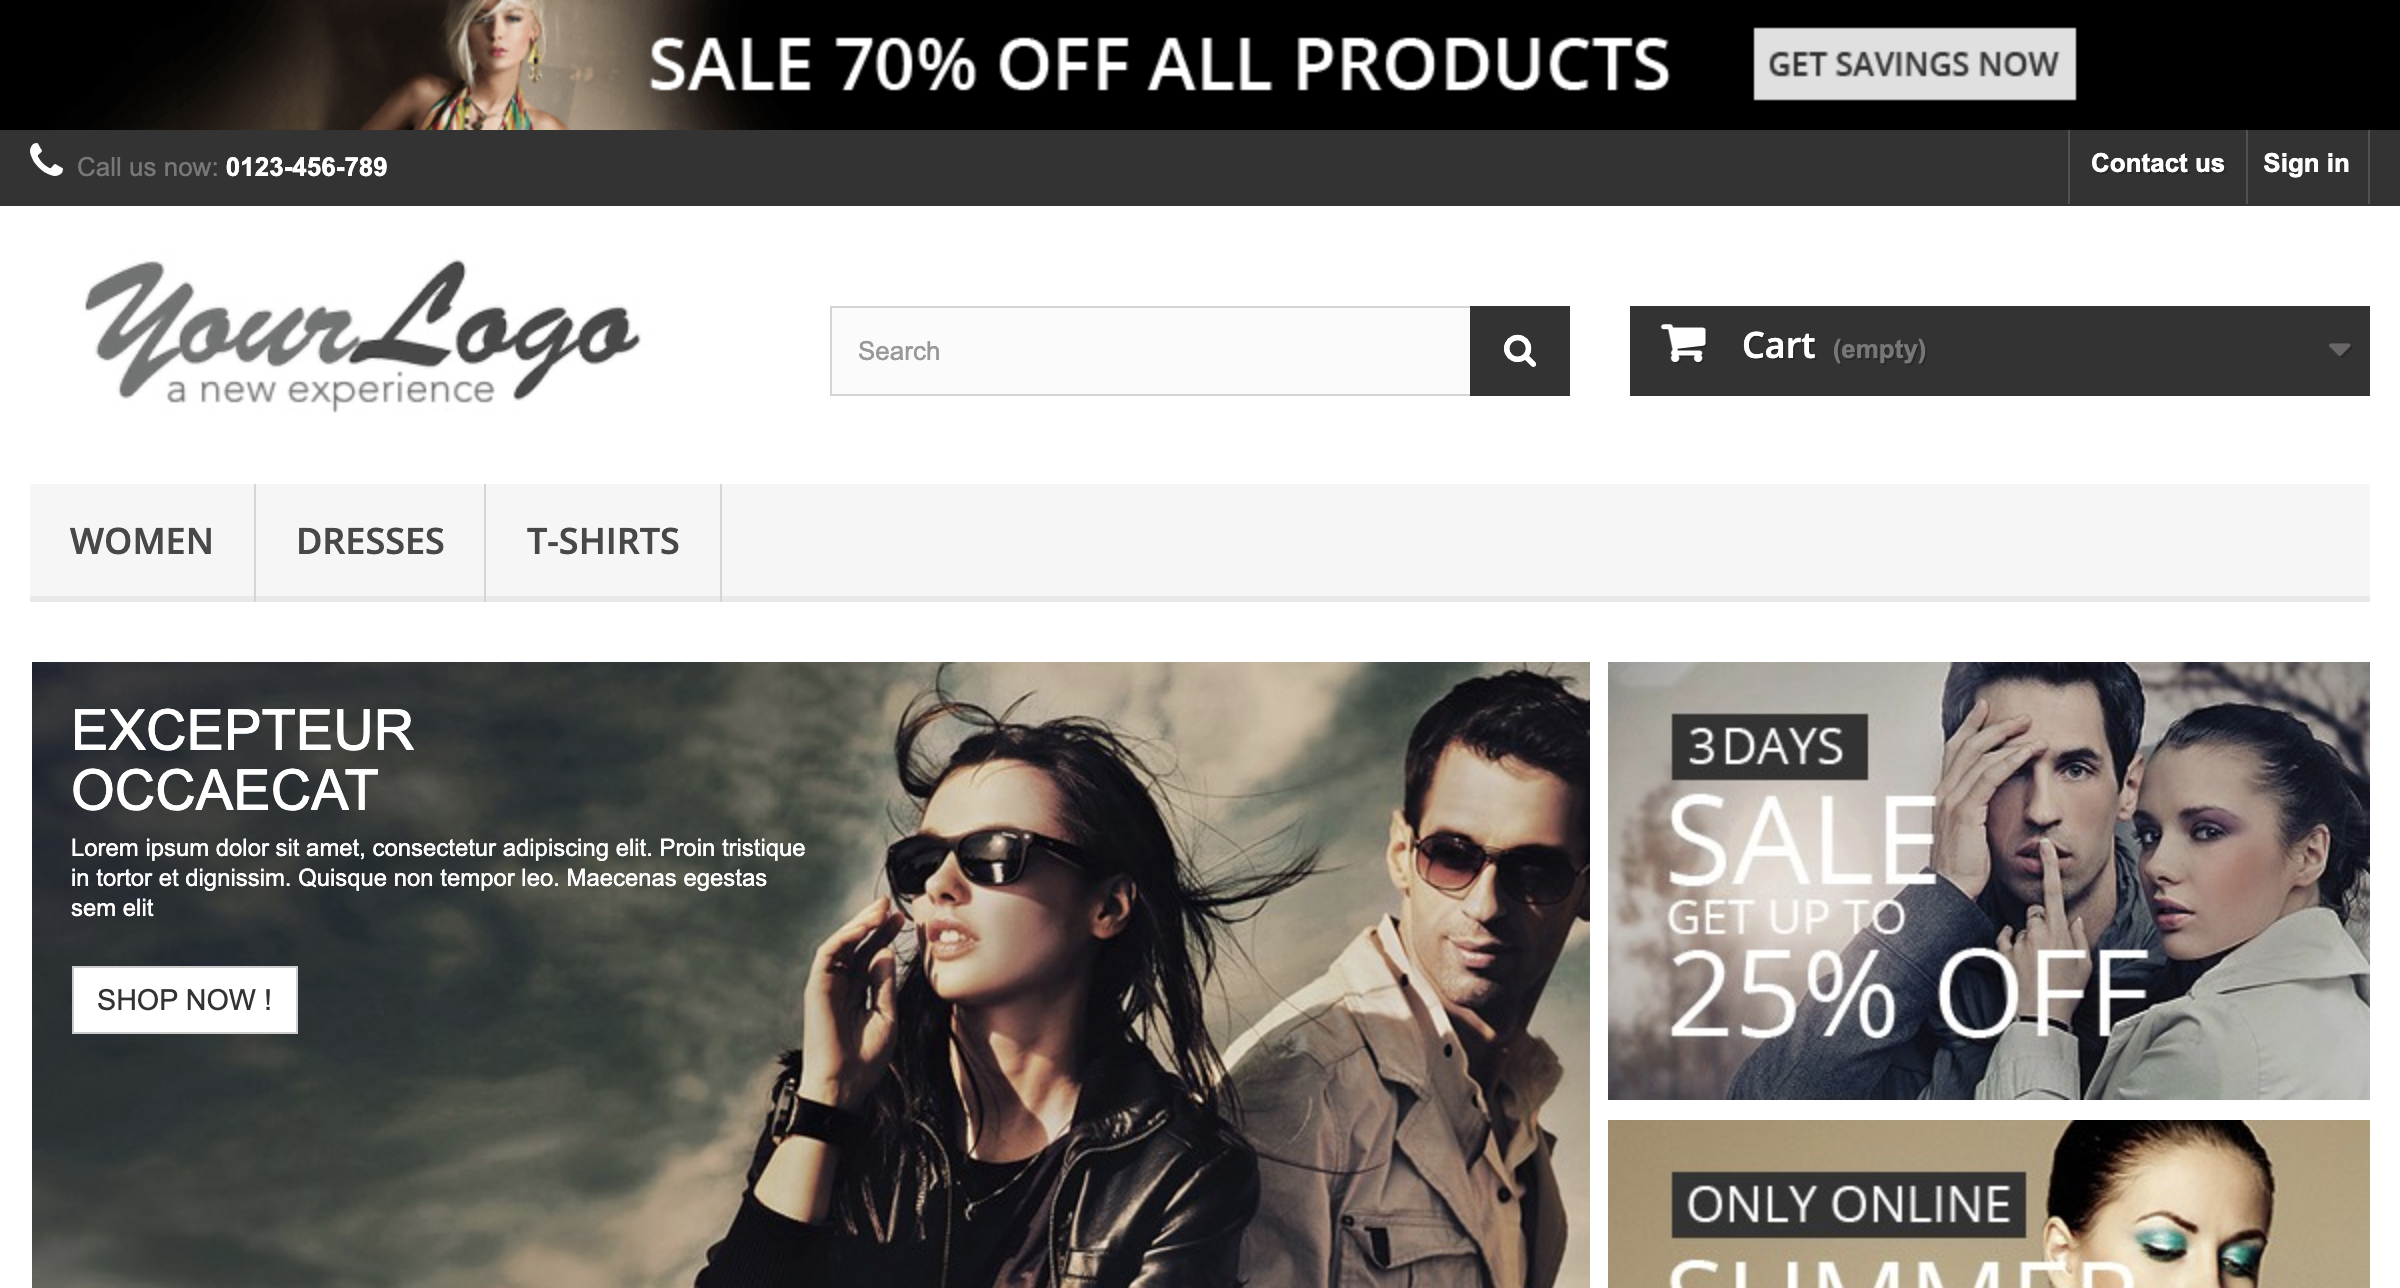 SALE 70% OFF ALL PRODUCTS
GET SAVINGS NOW
Call us now: 0123-456-789
Contact us
Sign in
YourLogo
a new experience
Search
Cart (empty)
WOMEN
DRESSES
T-SHIRTS
EXCEPTEUR
OCCAECAT
Lorem ipsum dolor sit amet, consectetur adipiscing elit. Proin tristique
in tortor et dignissim. Quisque non tempor leo. Maecenas egestas
sem elit
SHOP NOW !
3 DAYS
SALE
GET UP TO
25% OFF
ONLY ONLINE
SUMMER